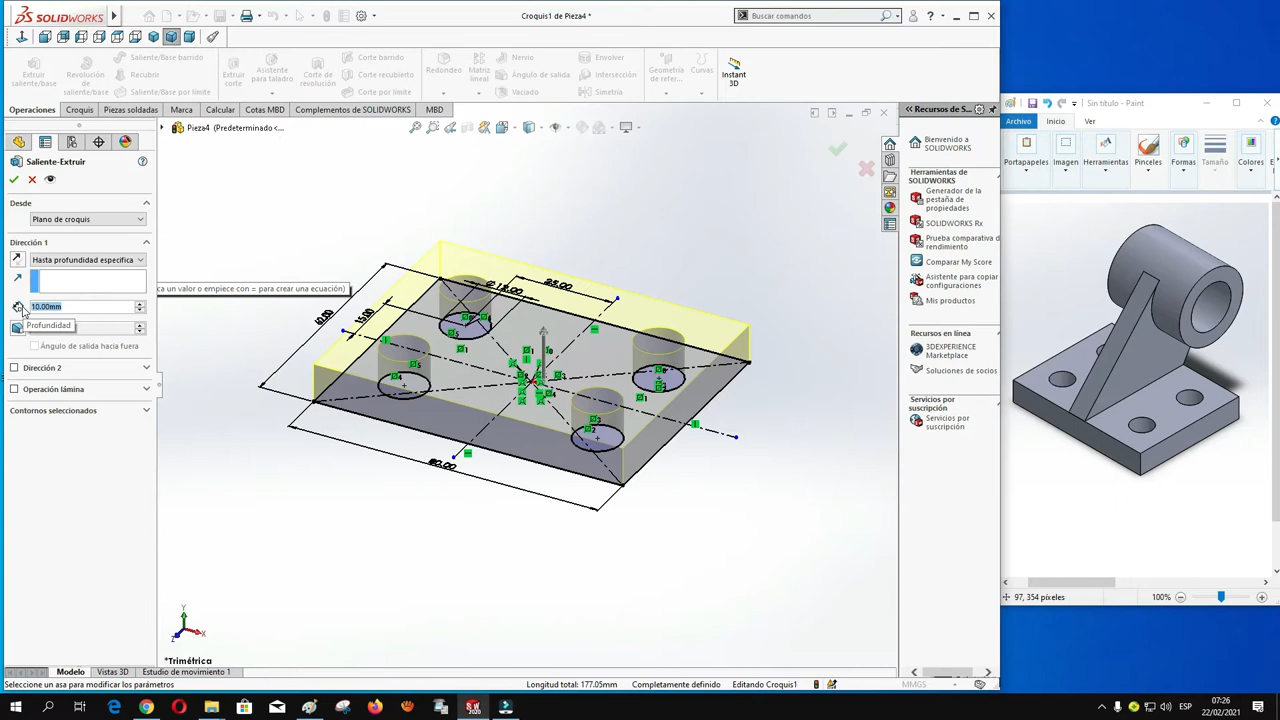 SOLIDWORKS
Croquis1 de Pieza4 *
Buscar comandos
Extruir saliente/base
Revolución de saliente/base
Saliente/Base barrido
Recubrir
Saliente/Base por límite
Extruir corte
Asistente para taladro
Corte de revolución
Corte barrido
Corte recubierto
Corte por límite
Redondeo
Matriz lineal
Nervio
Ángulo de salida
Vaciado
Envolver
Intersección
Simetría
Geometría de refer...
Curvas
Instant 3D
Operaciones
Croquis
Piezas soldadas
Marca
Calcular
Cotas MBD
Complementos de SOLIDWORKS
MBD
Pieza4 (Predeterminado<...
Saliente-Extruir
Desde
Plano de croquis
Dirección 1
Hasta profundidad especifica
ca un valor o empiece con = para crear una ecuación)
10.00mm
Profundidad
Ángulo de salida hacia fuera
Dirección 2
Operación lámina
Contornos seleccionados
25.00
15.00
80.00
*Trimétrica
Y
X
Z
Modelo
Vistas 3D
Estudio de movimiento 1
Seleccione un asa para modificar los parámetros
Longitud total: 177.05mm
Completamente definido
Editando Croquis1
MMGS
Recursos de S...
Bienvenido a SOLIDWORKS
Herramientas de SOLIDWORKS
Generador de la pestaña de propiedades
SOLIDWORKS Rx
Prueba comparativa de rendimiento
Comparar My Score
Asistente para copiar configuraciones
Mis productos
Recursos en línea
3DEXPERIENCE Marketplace
Soluciones de socios
Servicios por suscripción
Servicios por suscripción
Sin título - Paint
Archivo
Inicio
Ver
Portapapeles
Imagen
Herramientas
Pinceles
Formas
Tamaño
Colores
97, 354 píxeles
100%
ESP
07:26
22/02/2021